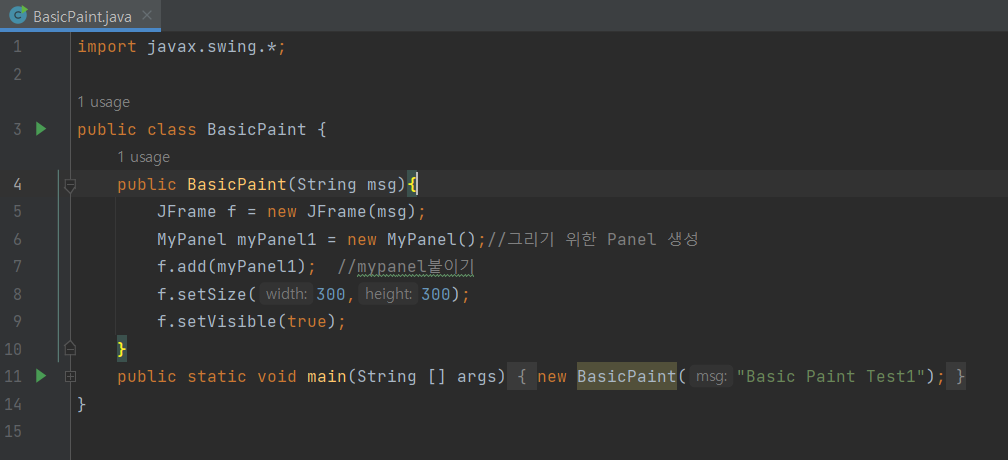 BasicPaint.java
1 import javax.swing.*;
2
1 usage
3 public class BasicPaint {
1 usage
4 public BasicPaint(String msg){
5 JFrame f = new JFrame(msg);
6 MyPanel myPanel1 = new MyPanel();//그리기 위한 Panel 생성
7 f.add(myPanel1);  //mypanel붙이기
8 f.setSize( width: 300, height: 300);
9 f.setVisible(true);
10 }
11 public static void main(String [] args) { new BasicPaint( msg: "Basic Paint Test1"); }
14 }
15